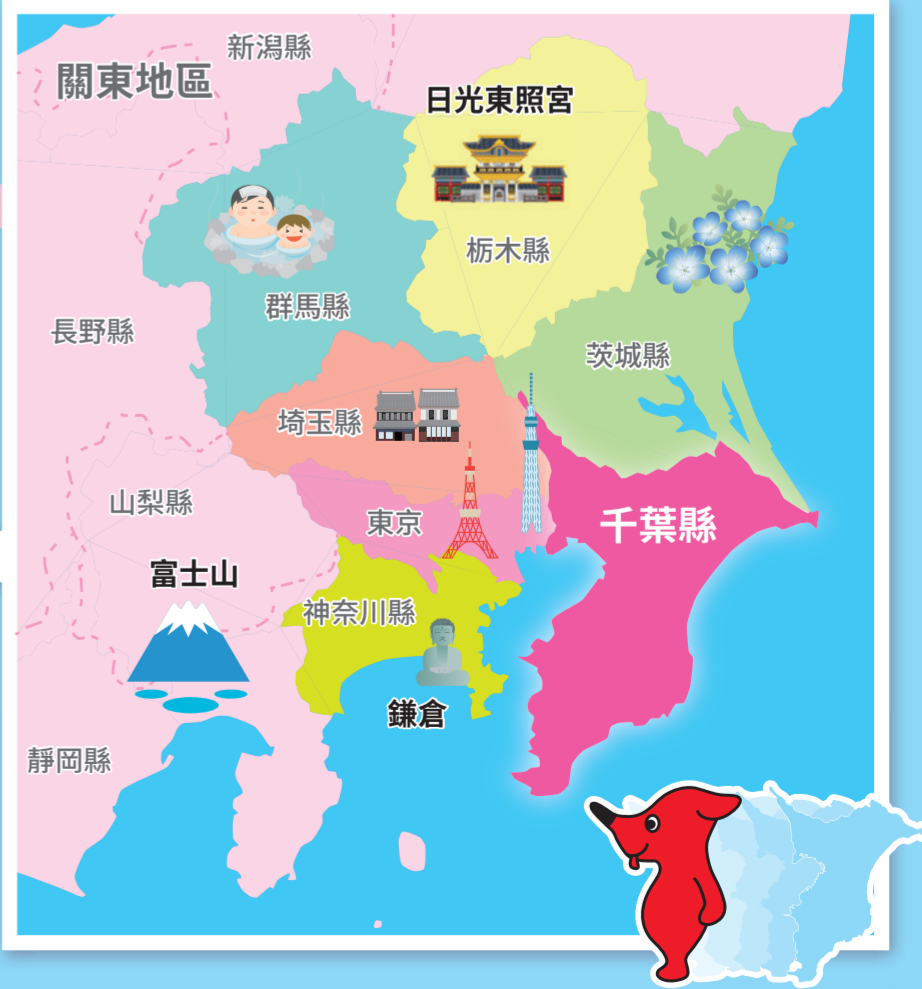 新潟縣
關東地區
日光東照宮
栃木縣
群馬縣
長野縣
茨城縣
埼玉縣
山梨縣
東京
千葉縣
富士山
神奈川縣
鎌倉
靜岡縣